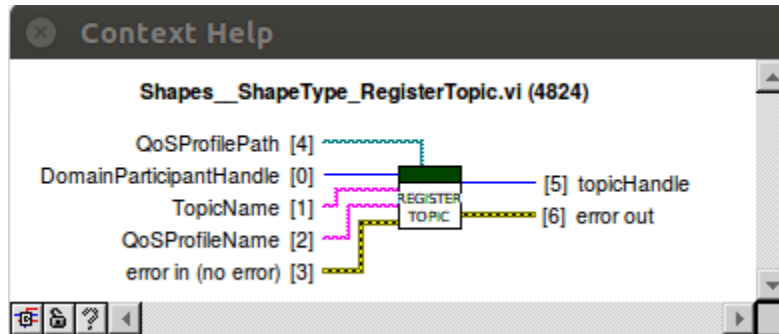 Context Help
Shapes__ShapeType_RegisterTopic.vi (4824)
QoSProfilePath [4]
DomainParticipantHandle [0]
TopicName [1]
QoSProfileName [2]
error in (no error) [3]
REGISTER
TOPIC
[5] topicHandle
[6] error out
?